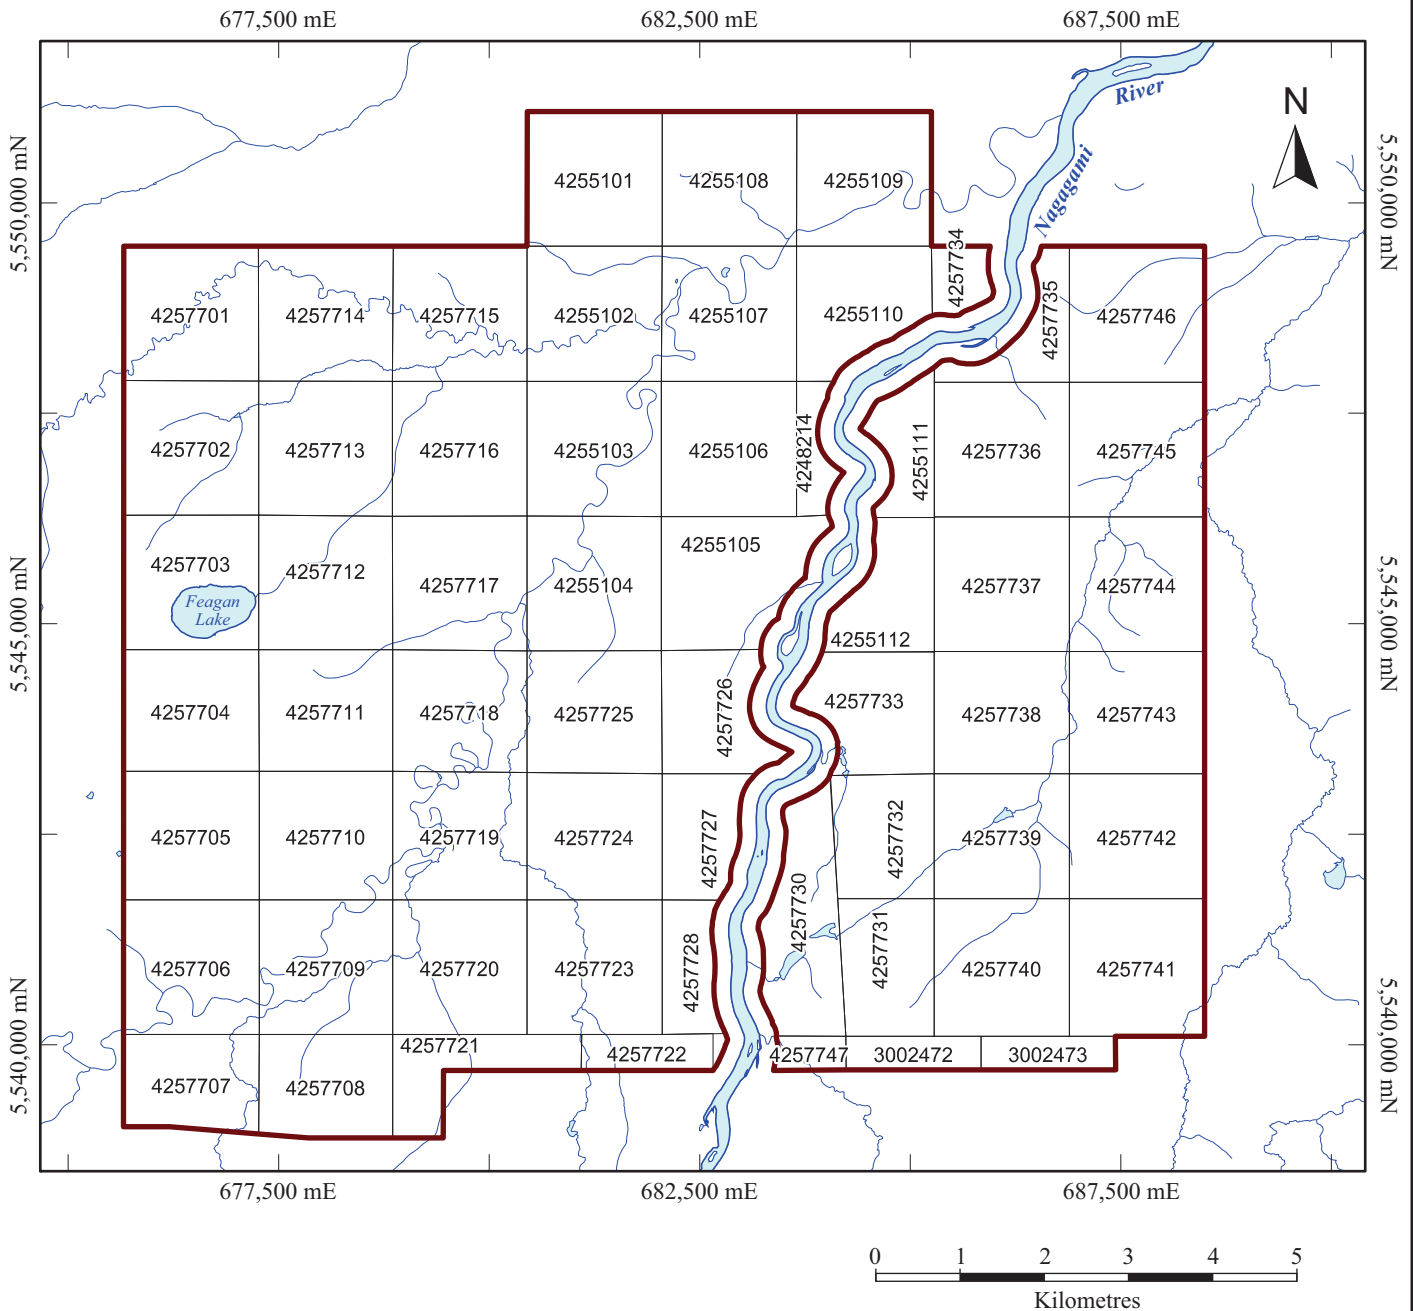 677,500 mE 682,500 mE 687,500 mE
River
N
Nagagami
5,550,000 mN
5,550,000 mN
4255101 4255108 4255109
4257734
4257735
4257701 4257714 4257715 4255102 4255107 4255110 4257746
4257702 4257713 4257716 4255103 4255106 4248214 4255111 4257736 4257745
4255105
4257703 4257712 4257717 4255104 4257737 4257744
Feagan
Lake
5,545,000 mN
5,545,000 mN
4255112
4257704 4257711 4257718 4257725 4257726 4257733 4257738 4257743
4257705 4257710 4257719 4257724 4257727 4257732 4257739 4257742
4257730
4257731
4257706 4257709 4257720 4257723 4257728 4257740 4257741
5,540,000 mN
5,540,000 mN
4257721 4257722 4257747 3002472 3002473
4257707 4257708
677,500 mE 682,500 mE 687,500 mE
0 1 2 3 4 5
Kilometres